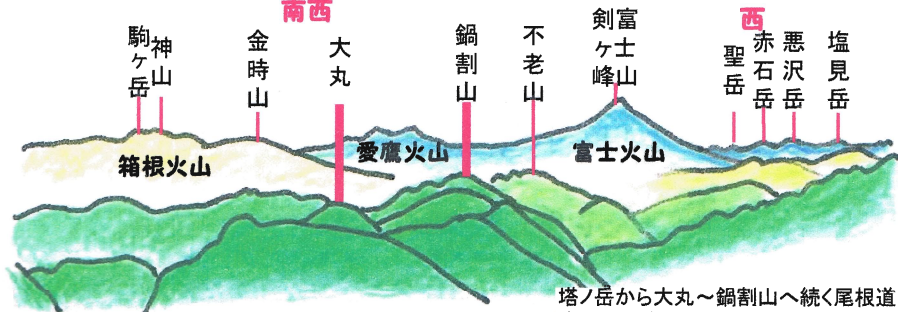 南西
西
駒ヶ岳
神山
金時山
大丸
鍋割山
不老山
剣ヶ峰
富士山
聖岳
赤石岳
悪沢岳
塩見岳
箱根火山
愛鷹火山
富士火山
塔ノ岳から大丸～鍋割山へ続く尾根道